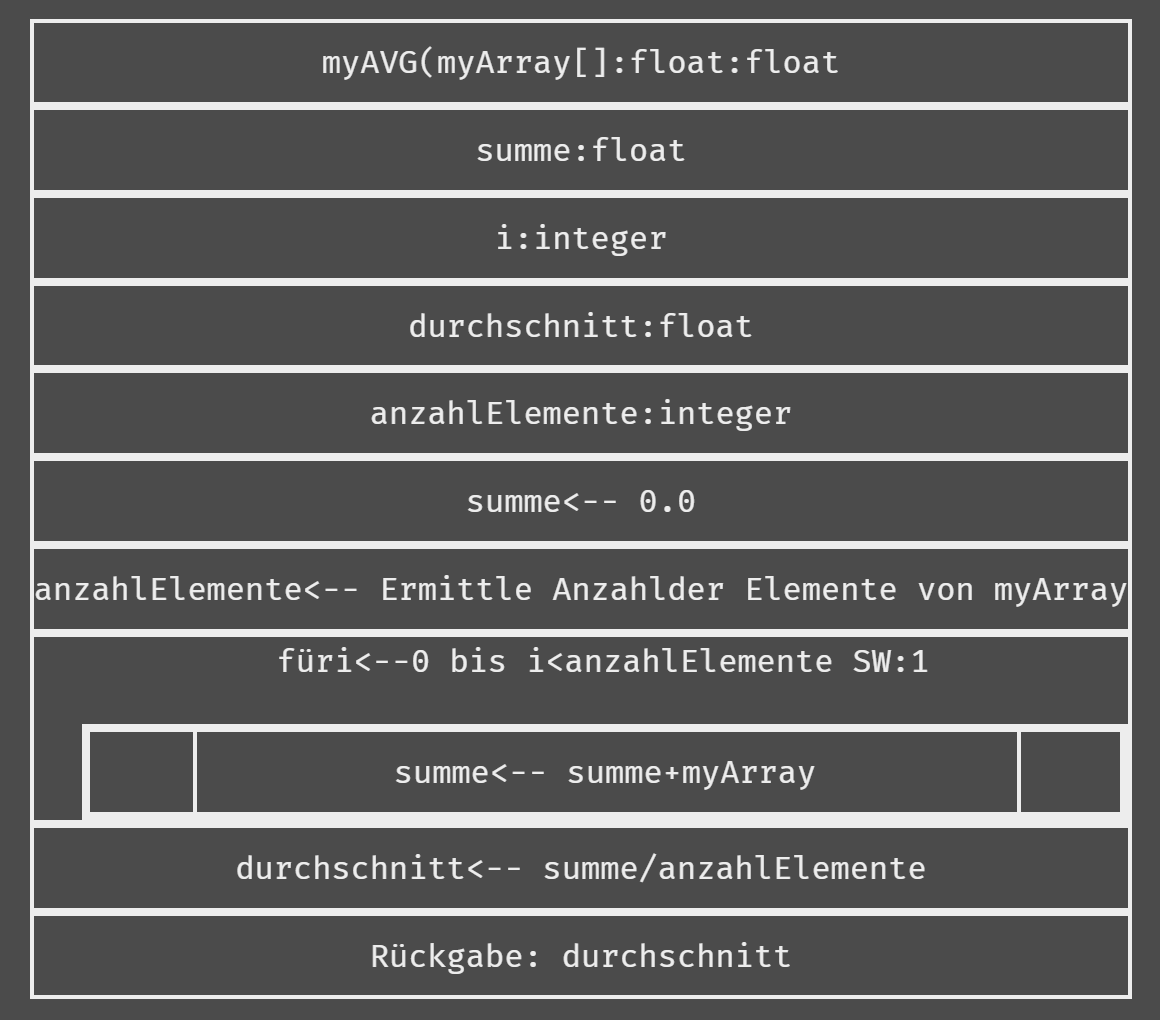 myAVG(myArray[]:float:float
summe:float
i:integer
durchschnitt:float
anzahlElemente:integer
summe<-- 0.0
anzahlElemente<-- Ermittle Anzahlder Elemente von myArray
füri<--0 bis i<anzahlElemente SW:1
summe<-- summe+myArray
durchschnitt<-- summe/anzahlElemente
Rückgabe: durchschnitt